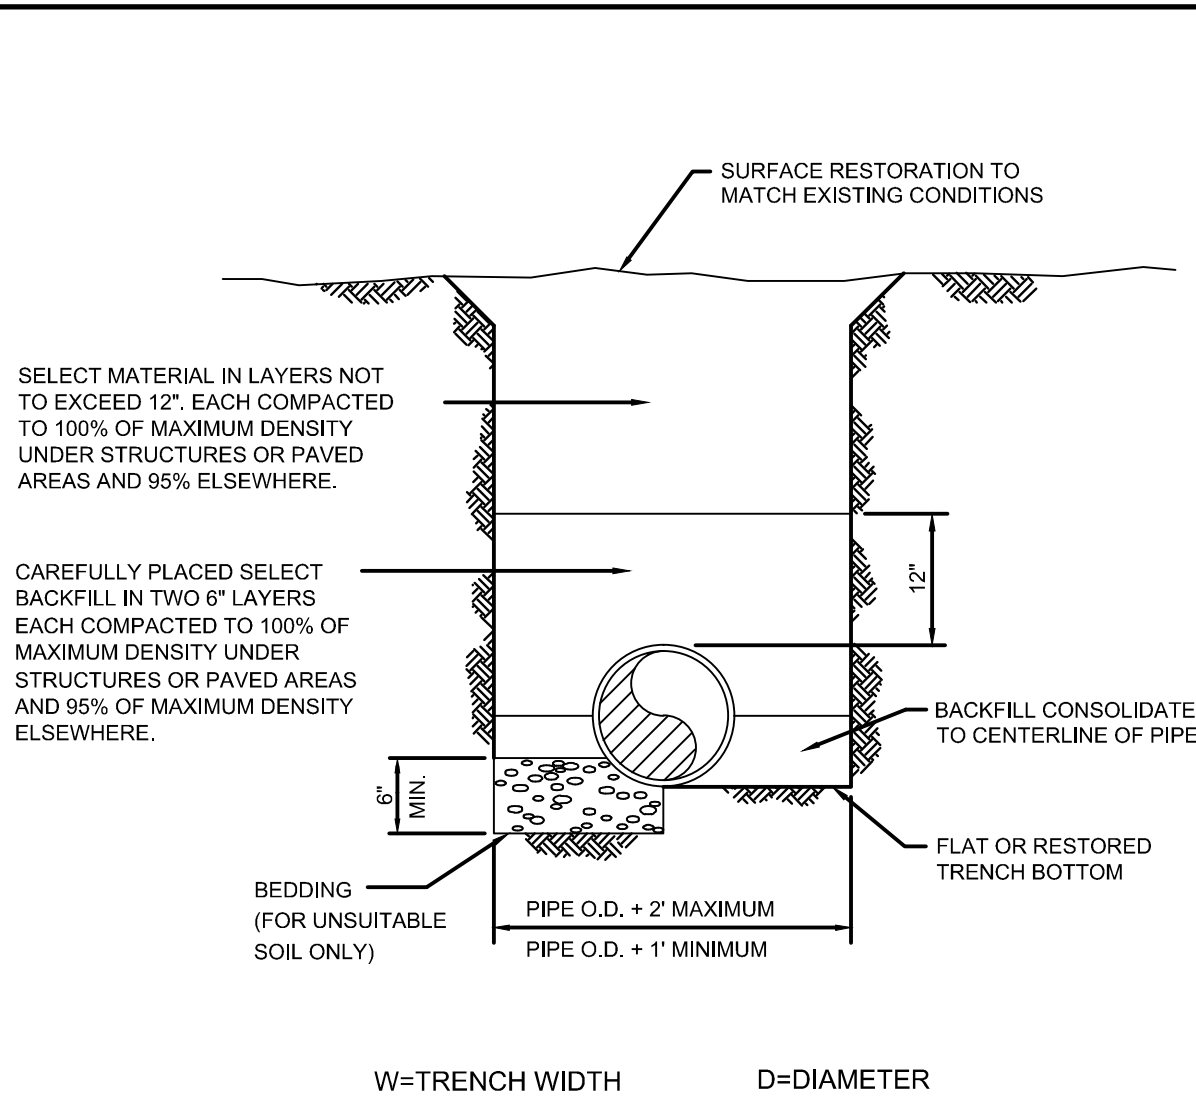 SURFACE RESTORATION TO
MATCH EXISTING CONDITIONS
SELECT MATERIAL IN LAYERS NOT
TO EXCEED 12". EACH COMPACTED
TO 100% OF MAXIMUM DENSITY
UNDER STRUCTURES OR PAVED
AREAS AND 95% ELSEWHERE.
CAREFULLY PLACED SELECT
BACKFILL IN TWO 6" LAYERS
EACH COMPACTED TO 100% OF
MAXIMUM DENSITY UNDER
STRUCTURES OR PAVED AREAS
AND 95% OF MAXIMUM DENSITY
ELSEWHERE.
12"
BACKFILL CONSOLIDATE
TO CENTERLINE OF PIPE
6"
MIN.
FLAT OR RESTORED
TRENCH BOTTOM
BEDDING
(FOR UNSUITABLE
SOIL ONLY)
PIPE O.D. + 2' MAXIMUM
PIPE O.D. + 1' MINIMUM
W=TRENCH WIDTH
D=DIAMETER